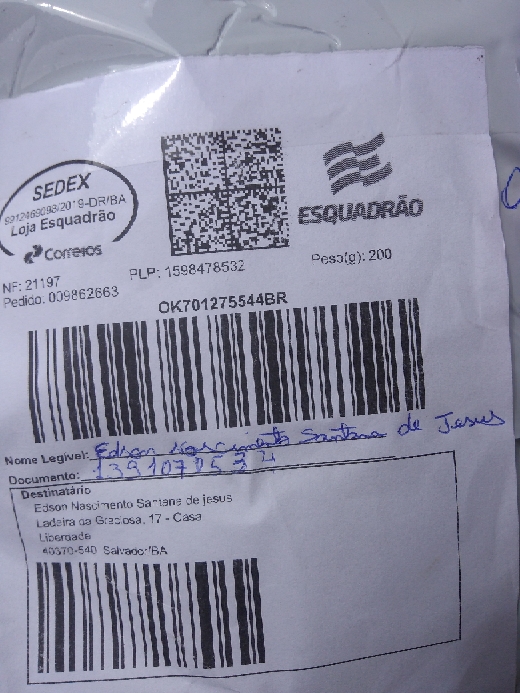 SEDEX
9912469093/2019-DR/BA
Loja Esquadrão
Correios
ESQUADRÃO
NF: 21197
PLP: 1598478532
Peso(g): 200
Pedido: 009862663
OK701275544BR
Nome Legível: Edson Nascimento Santana de Jesus
Documento:
Destinatário
Edson Nascimento Santana de jesus
Ladeira da Graciosa, 17 - Casa
Liberdade
40370-540 Salvador/BA